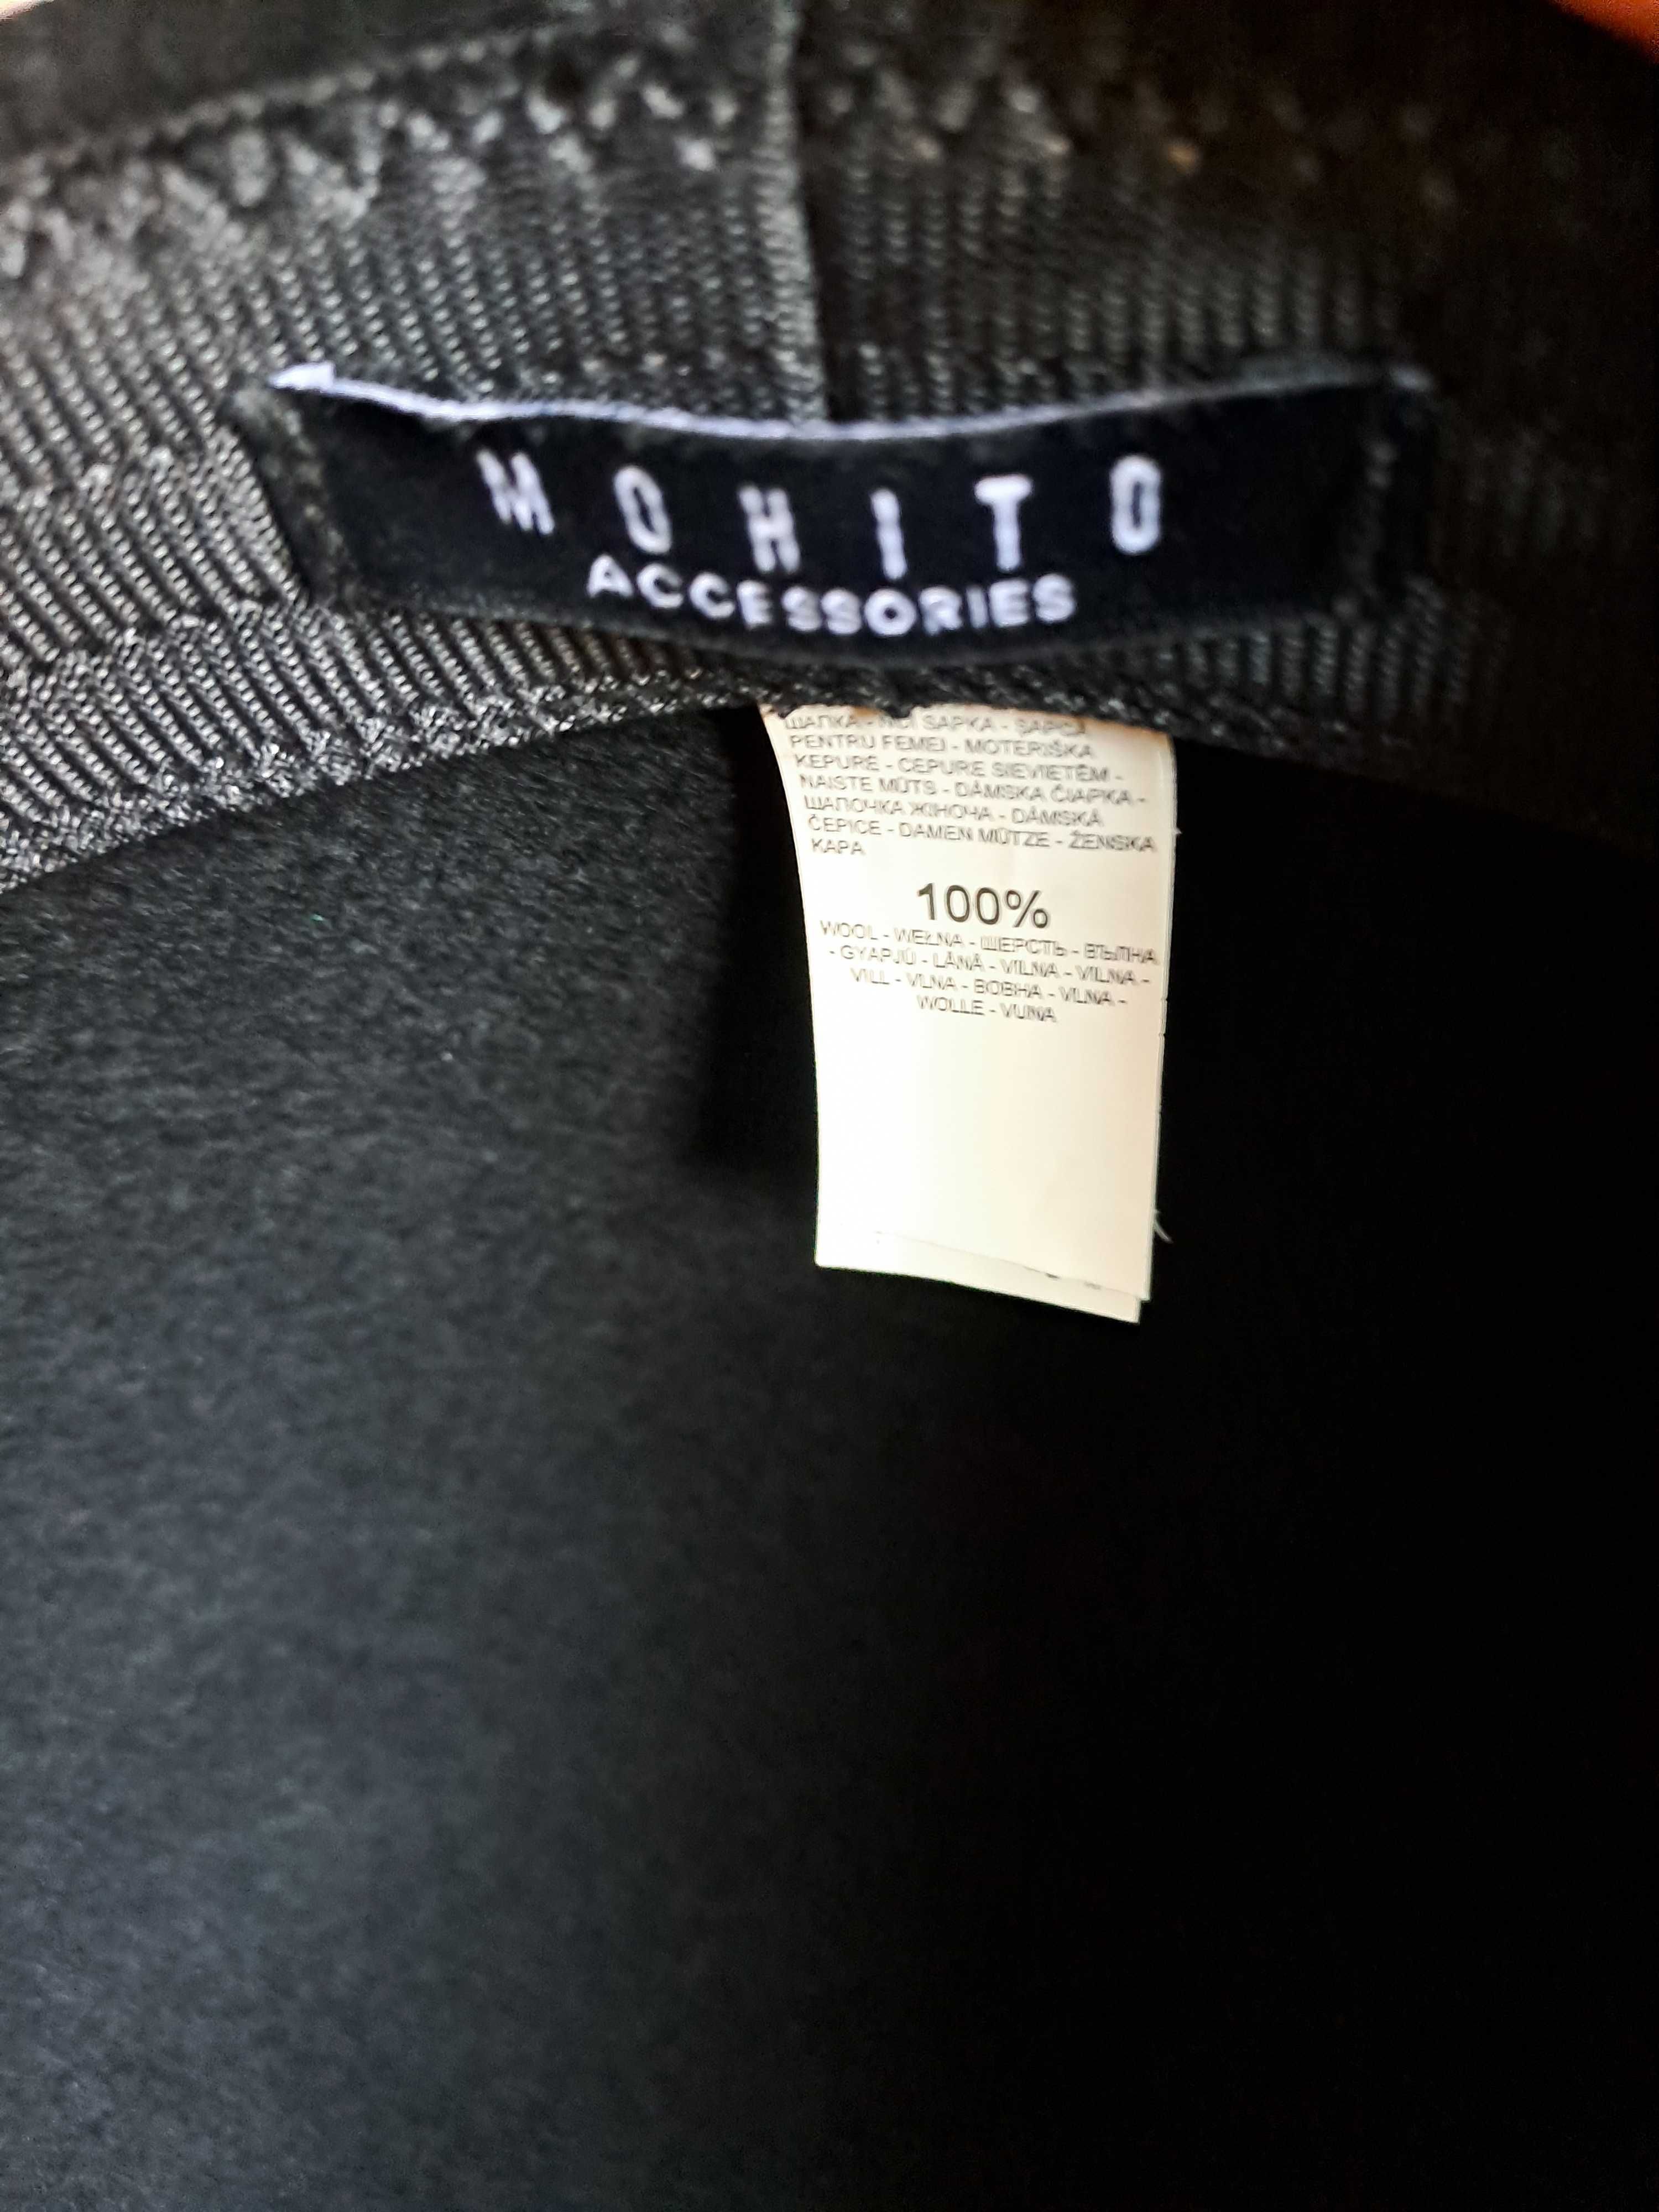 MOHITO
ACCESSORIES
ШАПКА - NŐI SAPKA - ŞAPCĂ
PENTRU FEMEI - MOTERIŠKA
KEPURĖ - CEPURE SIEVIETĒM -
NAISTE MÜTS - DÁMSKA ČIAPKA -
ШАПОЧКА ЖІНОЧА - DÁMSKÁ
ČEPICE - DAMEN MÜTZE - ŽENSKA
KAPA
100%
WOOL - WEŁNA - ШЕРСТЬ - ВЪЛНА
- GYAPJÚ - LÂNĂ - VILNA - VILNA -
VILL - VLNA - ВОВНА - VLNA -
WOLLE - VUNA